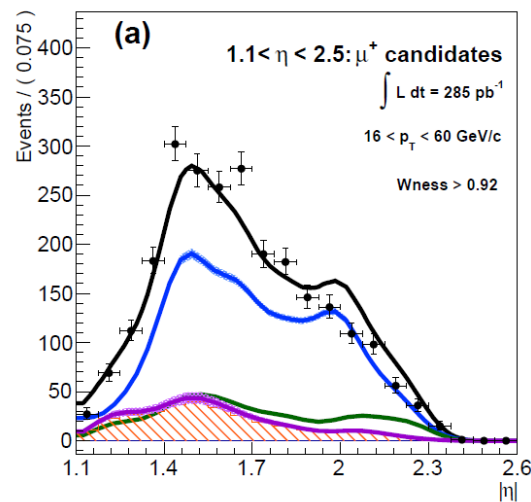 (a)
1.1< η < 2.5: μ⁺ candidates
∫ L dt = 285 pb⁻¹
16 < p_T < 60 GeV/c
Wness > 0.92
Events / ( 0.075 )
400
350
300
250
200
150
100
50
0
1.1 1.4 1.7 2 2.3 2.6
|η|